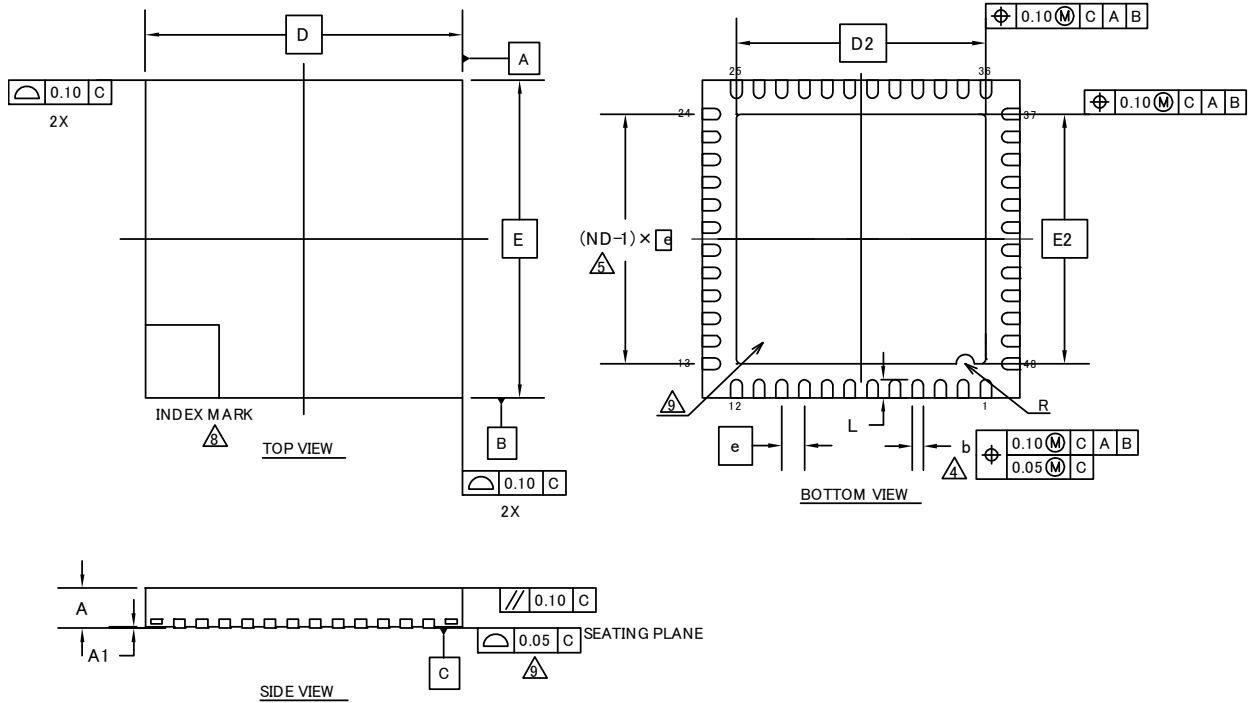 D
A
0.10 C
2X
E
INDEX MARK
8
TOP VIEW
B
0.10 C
2X
0.10 M C A B
D2
25
36
0.10 M C A B
24
37
(ND-1)× e
5
E2
13
48
9
12
1
R
L
e
b
4
0.10 M C A B
0.05 M C
BOTTOM VIEW
A
0.10 C
A1
0.05 C
SEATING PLANE
9
C
SIDE VIEW